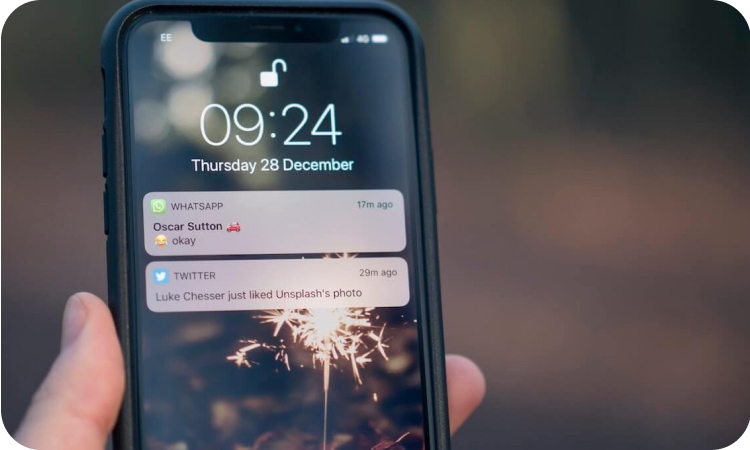 EE 4G
09:24
Thursday 28 December
WHATSAPP 17m ago
Oscar Sutton 🚗
😂 okay
TWITTER 29m ago
Luke Chesser just liked Unsplash's photo